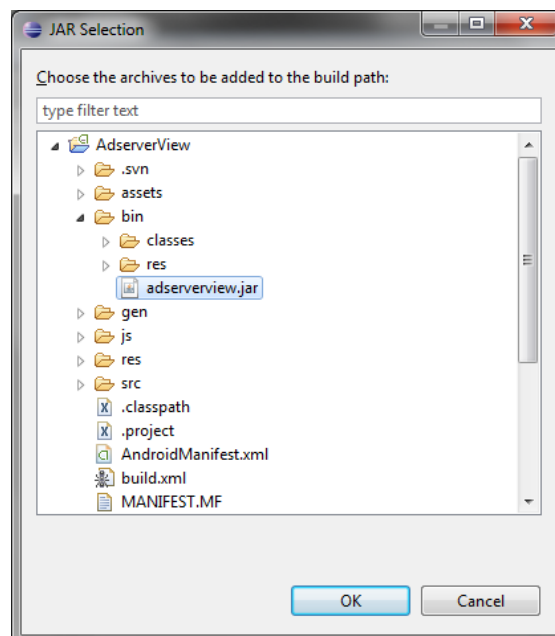 JAR Selection
Choose the archives to be added to the build path:
type filter text
AdserverView
.svn
assets
bin
classes
res
adserverview.jar
gen
js
res
src
.classpath
.project
AndroidManifest.xml
build.xml
MANIFEST.MF
OK
Cancel